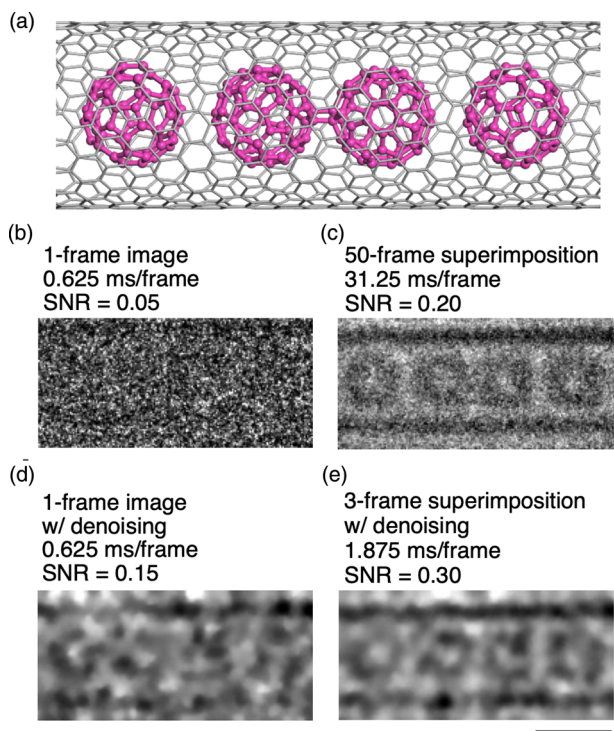 (a)
(b)
1-frame image
0.625 ms/frame
SNR = 0.05
(c)
50-frame superimposition
31.25 ms/frame
SNR = 0.20
(d)
1-frame image
w/ denoising
0.625 ms/frame
SNR = 0.15
(e)
3-frame superimposition
w/ denoising
1.875 ms/frame
SNR = 0.30